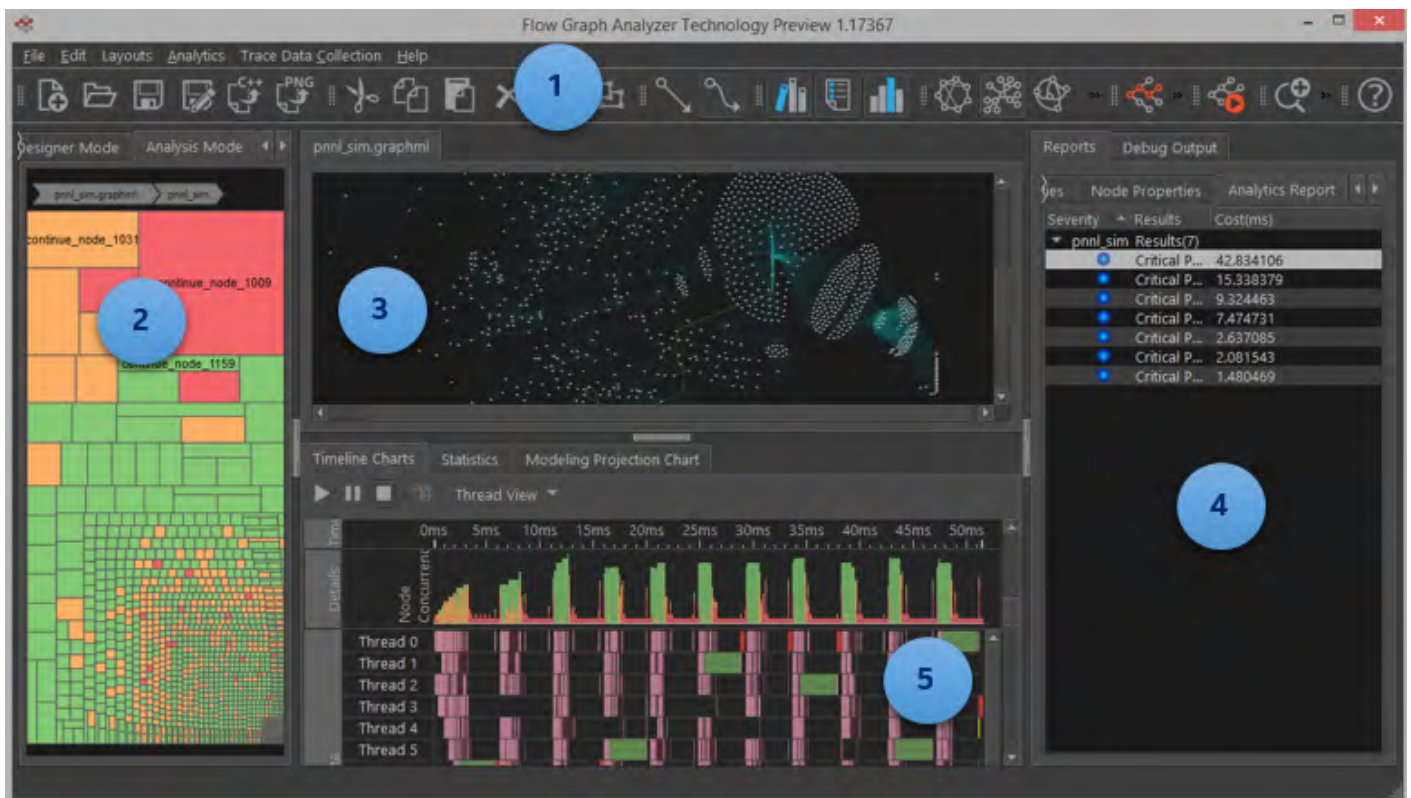 Flow Graph Analyzer Technology Preview 1.17367
File Edit Layouts Analytics Trace Data Collection Help
C++ PNG
1
Designer Mode Analysis Mode
pnnl_sim.graphml pnnl_sim
continue_node_1031
continue_node_1009
2
continue_node_1159
pnnl_sim.graphml
3
Timeline Charts Statistics Modeling Projection Chart
Thread View
0ms 5ms 10ms 15ms 20ms 25ms 30ms 35ms 40ms 45ms 50ms
Details
Node
Concurrenc
Thread 0
Thread 1
Thread 2
Thread 3
Thread 4
Thread 5
5
Reports Debug Output
Node Properties Analytics Report
Severity Results Cost(ms)
pnnl_sim Results(7)
Critical P... 42.834106
Critical P... 15.338379
Critical P... 9.324463
Critical P... 7.474731
Critical P... 2.637085
Critical P... 2.081543
Critical P... 1.480469
4